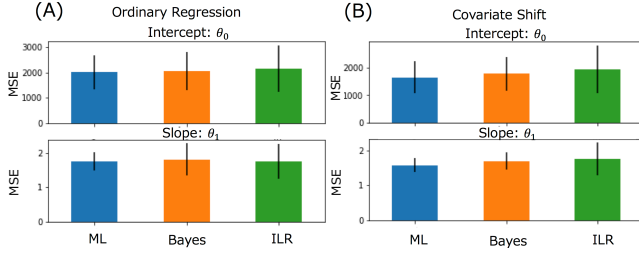 (A)
Ordinary Regression
Intercept: θ0
MSE
3000
2000
1000
0
Slope: θ1
MSE
2
1
0
ML
Bayes
ILR
(B)
Covariate Shift
Intercept: θ0
MSE
2000
1000
0
Slope: θ1
MSE
2
1
0
ML
Bayes
ILR